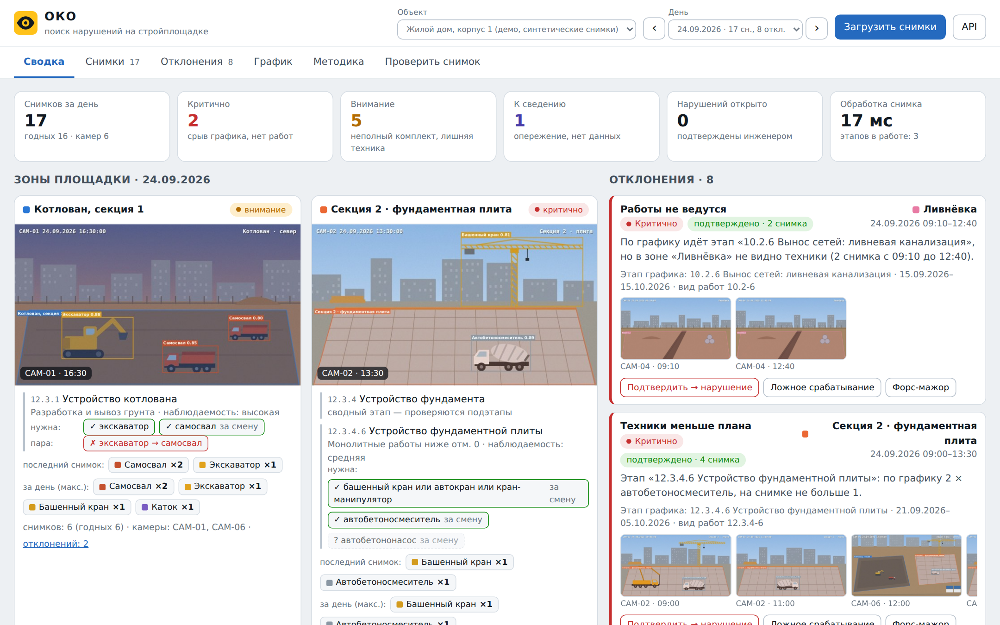 ОКО
поиск нарушений на стройплощадке
Объект
Жилой дом, корпус 1 (демо, синтетические снимки)
‹
День
24.09.2026 · 17 сн., 8 откл.
›
Загрузить снимки
API
Сводка
Снимки 17
Отклонения 8
График
Методика
Проверить снимок
Снимков за день
17
годных 16 · камер 6
Критично
2
срыв графика, нет работ
Внимание
5
неполный комплект, лишняя
техника
К сведению
1
опережение, нет данных
Нарушений открыто
0
подтверждены инженером
Обработка снимка
17 мс
этапов в работе: 3
ЗОНЫ ПЛОЩАДКИ · 24.09.2026
Котлован, секция 1
внимание
CAM-01 24.09.2026 16:30:00
Котлован · север
Котлован, секция
Экскаватор 0.88
Самосвал 0.80
Самосвал 0.85
CAM-01 · 16:30
12.3.1 Устройство котлована
Разработка и вывоз грунта · наблюдаемость: высокая
нужна:
✓ экскаватор
✓ самосвал за смену
пара:
✗ экскаватор → самосвал
последний снимок:
Самосвал ×2
Экскаватор ×1
за день (макс.):
Самосвал ×2
Экскаватор ×1
Башенный кран ×1
Каток ×1
снимков: 6 (годных 6) · камеры: CAM-01, CAM-06 ·
отклонений: 2
Секция 2 · фундаментная плита
критично
CAM-02 24.09.2026 13:30:00
Секция 2 · плита
Башенный кран 0.81
Секция 2 · фундаментная плита
Автобетоносмеситель 0.89
CAM-02 · 13:30
12.3.4 Устройство фундамента
сводный этап — проверяются подэтапы
12.3.4.6 Устройство фундаментной плиты
Монолитные работы ниже отм. 0 · наблюдаемость:
средняя
нужна:
✓ башенный кран или автокран или кран-
манипулятор
за
смену
✓ автобетоносмеситель за смену
? автобетононасос за смену
последний снимок:
Башенный кран ×1
Автобетоносмеситель ×1
за день (макс.):
Башенный кран ×1
Автобетоносмеситель ×1
ОТКЛОНЕНИЯ · 8
Работы не ведутся
Ливнёвка
Критично
подтверждено · 2 снимка
24.09.2026 09:10–12:40
По графику идёт этап «10.2.6 Вынос сетей: ливневая канализация»,
но в зоне «Ливнёвка» не видно техники (2 снимка с 09:10 до 12:40).
Этап графика: 10.2.6 Вынос сетей: ливневая канализация · 15.09.2026–
15.10.2026 · вид работ 10.2-6
CAM-04 · 09:10
CAM-04 · 12:40
Подтвердить → нарушение
Ложное срабатывание
Форс-мажор
Техники меньше плана
Секция 2 · фундаментная
плита
Критично
подтверждено · 4 снимка
24.09.2026 09:00–13:30
Этап «12.3.4.6 Устройство фундаментной плиты»: по графику 2 ×
автобетоносмеситель, на снимке не больше 1.
Этап графика: 12.3.4.6 Устройство фундаментной плиты · 21.09.2026–
05.10.2026 · вид работ 12.3.4-6
CAM-02 · 09:00
CAM-02 · 11:00
CAM-06 · 12:00
CA
Подтвердить → нарушение
Ложное срабатывание
Форс-мажор